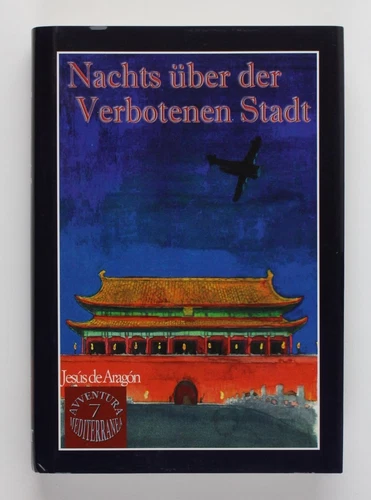 Nachts über der
Verbotenen Stadt
Jesús de Aragón
AVVENTURA
7
MEDITERRANEA